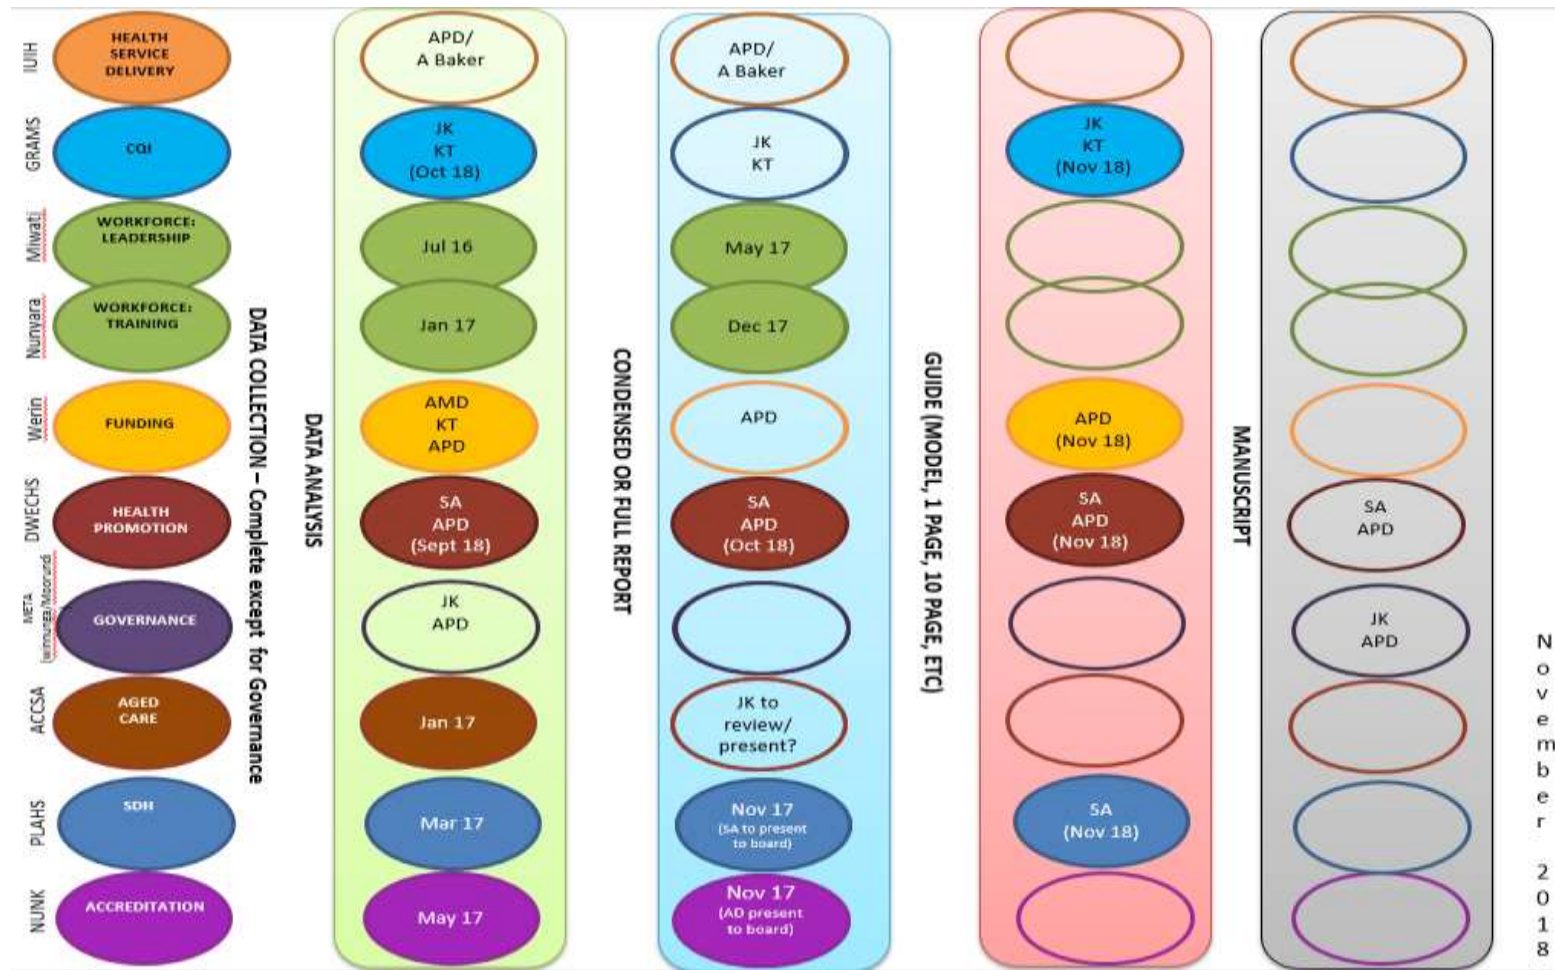 IUIH
HEALTH
SERVICE
DELIVERY
APD/
A Baker
APD/
A Baker
GRAMS
CQI
JK
KT
(Oct 18)
JK
KT
JK
KT
(Nov 18)
Miwati
WORKFORCE:
LEADERSHIP
Jul 16
May 17
Nunyara
WORKFORCE:
TRAINING
Jan 17
Dec 17
Werin
FUNDING
AMD
KT
APD
APD
APD
(Nov 18)
DWECHS
HEALTH
PROMOTION
SA
APD
(Sept 18)
SA
APD
(Oct 18)
SA
APD
(Nov 18)
SA
APD
META
GOVERNANCE
JK
APD
JK
APD
ACCSA
AGED
CARE
Jan 17
JK to
review/
present?
PLAHS
SDH
Mar 17
Nov 17
(SA to present
to board)
SA
(Nov 18)
NUNK
ACCREDITATION
May 17
Nov 17
(AD present
to board)
DATA COLLECTION – Complete except for Governance
DATA ANALYSIS
CONDENSED OR FULL REPORT
GUIDE (MODEL, 1 PAGE, 10 PAGE, ETC)
MANUSCRIPT
November 2018